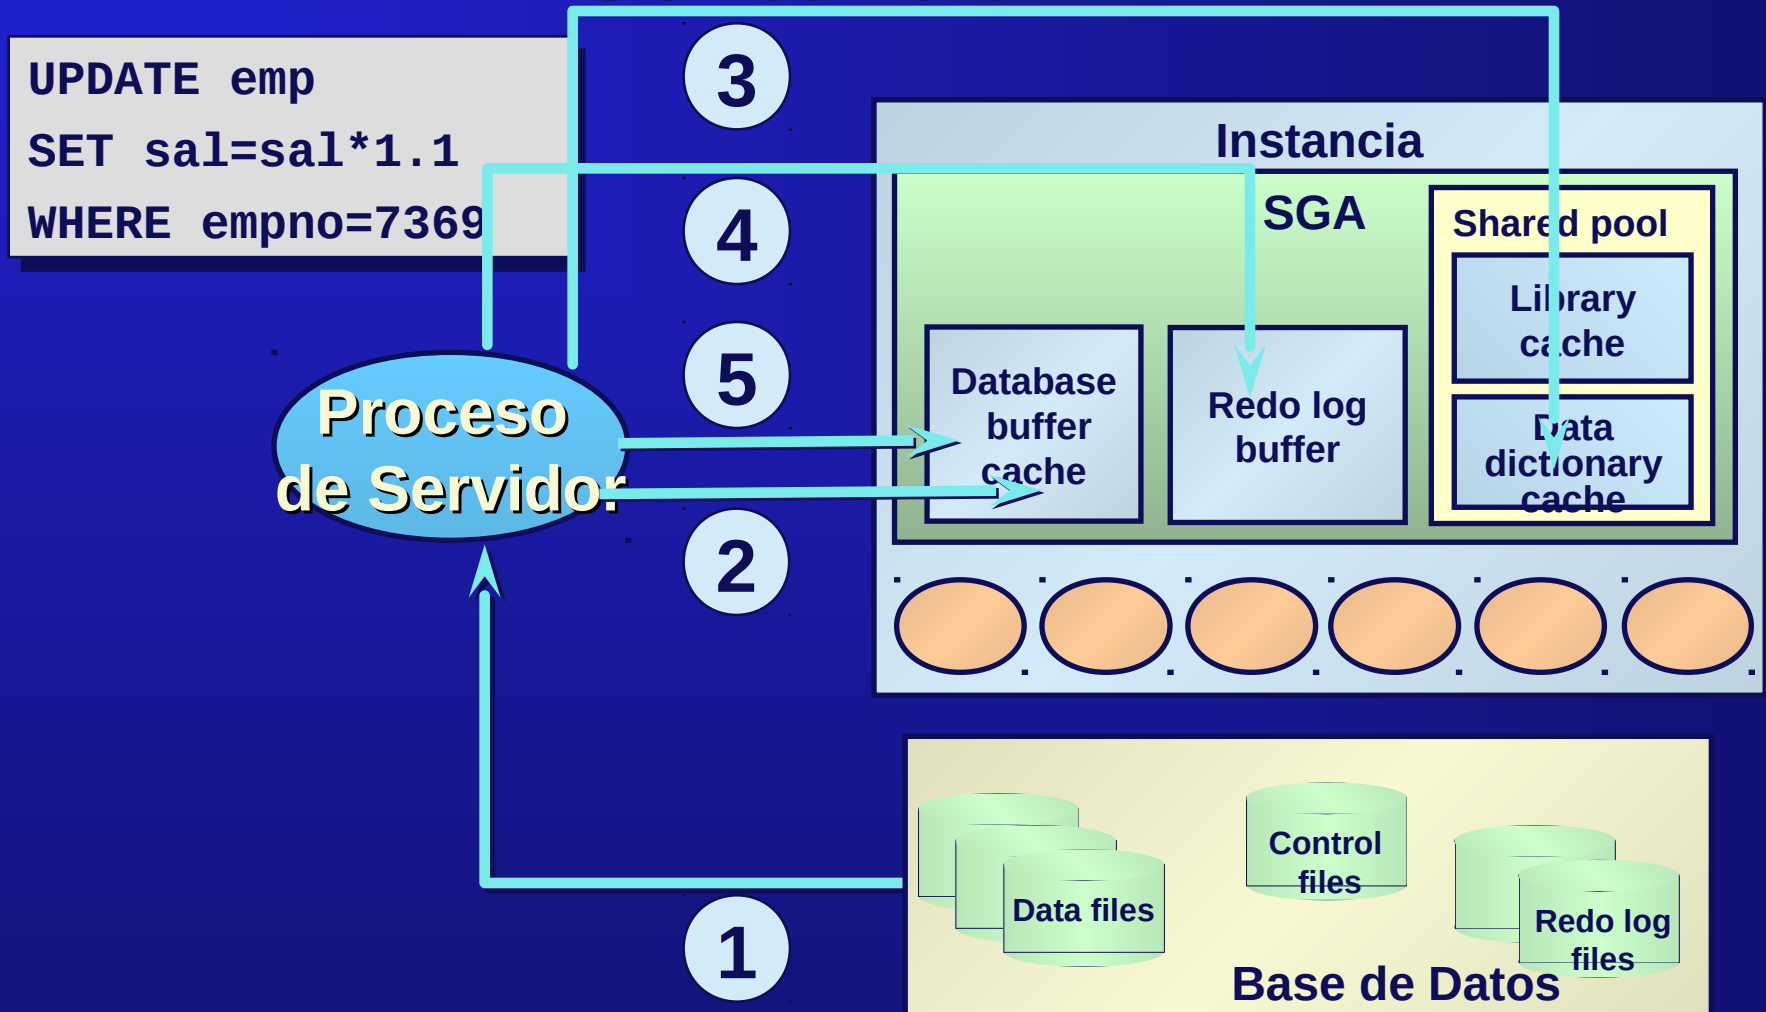 UPDATE emp
SET sal=sal*1.1
WHERE empno=7369
3
4
5
2
1
Proceso
de Servidor
Instancia
SGA
Shared pool
Library
cache
Data
dictionary
cache
Database
buffer
cache
Redo log
buffer
Data files
Control
files
Redo log
files
Base de Datos